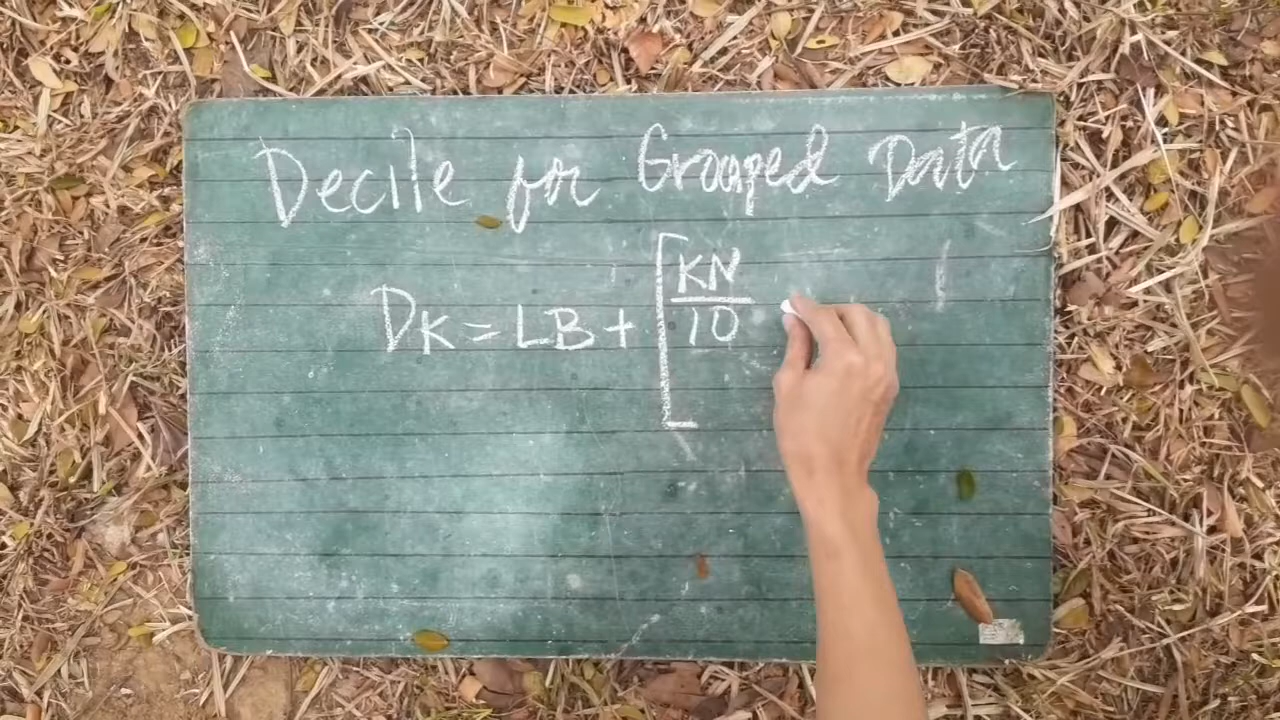 Decile for Grouped Data
DK = LB + [KN/10